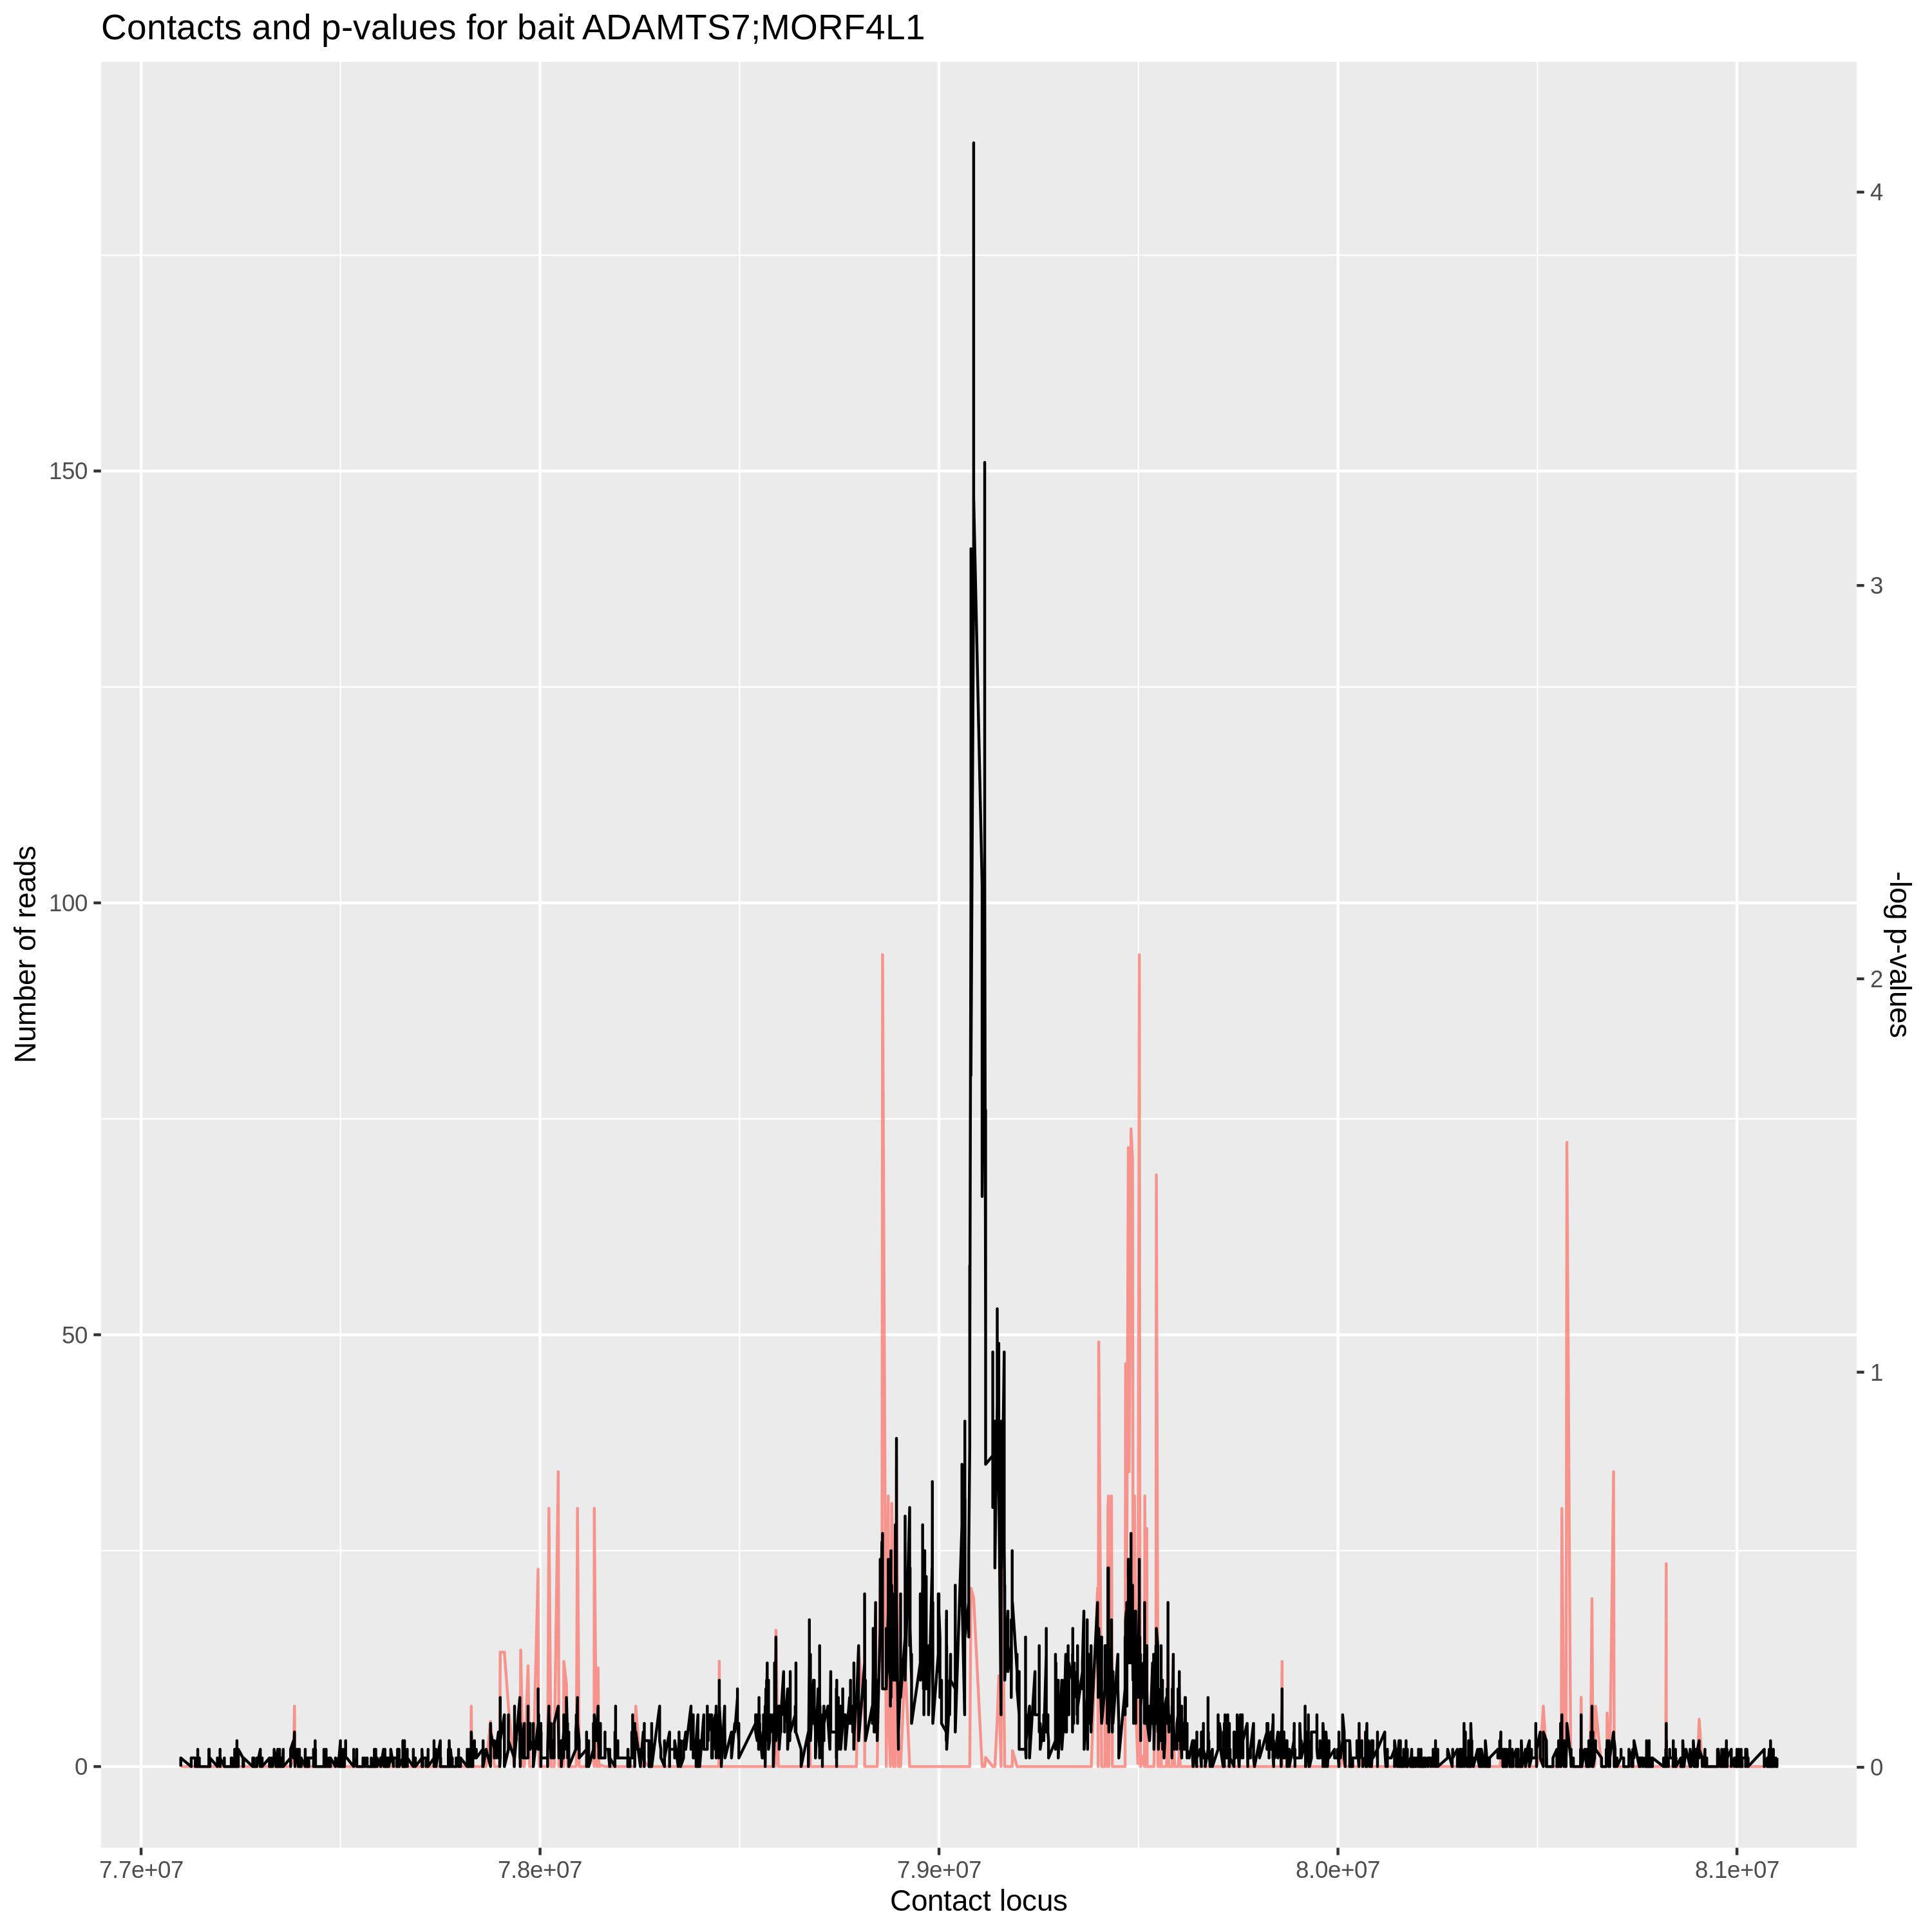 Contacts and p-values for bait ADAMTS7;MORF4L1
Number of reads
150
100
50
0
4
3
2
1
0
-log p-values
7.7e+07
7.8e+07
7.9e+07
8.0e+07
8.1e+07
Contact locus